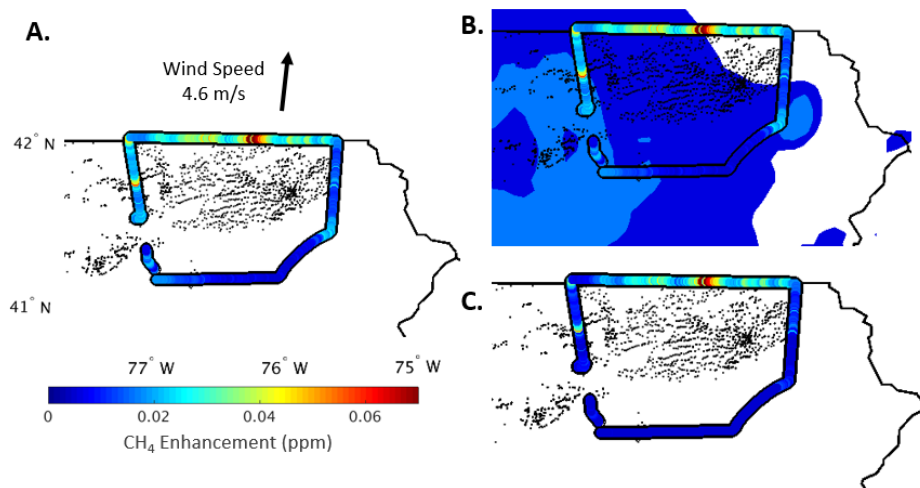 A.
Wind Speed
4.6 m/s
42° N
41° N
77° W
76° W
75° W
0
0.02
0.04
0.06
CH₄ Enhancement (ppm)
B.
C.